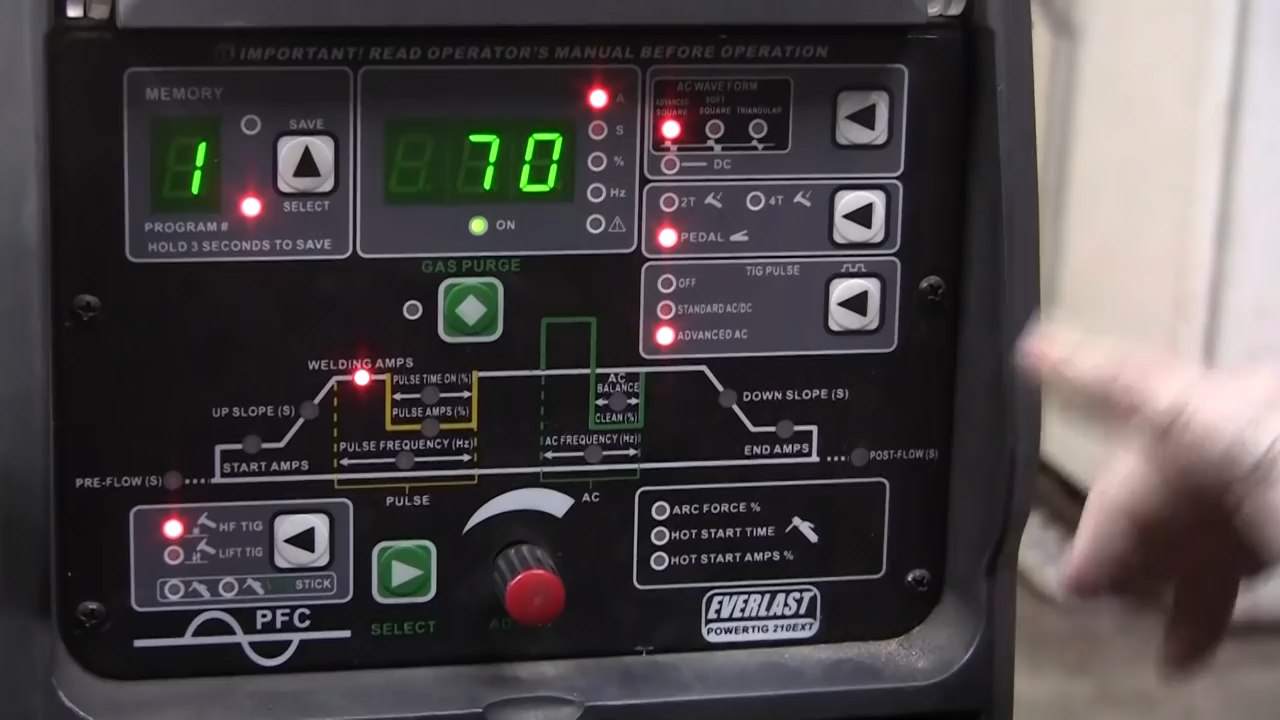 IMPORTANT! READ OPERATOR'S MANUAL BEFORE OPERATION
MEMORY
1
SAVE
SELECT
PROGRAM #
HOLD 3 SECONDS TO SAVE
70
A
S
%
Hz
ON
AC WAVE FORM
ADVANCED SQUARE
SOFT SQUARE
TRIANGULAR
DC
2T
4T
PEDAL
TIG PULSE
OFF
STANDARD AC/DC
ADVANCED AC
GAS PURGE
WELDING AMPS
PULSE TIME ON (%)
PULSE AMPS (%)
AC BALANCE
CLEAN (%)
UP SLOPE (S)
DOWN SLOPE (S)
PULSE FREQUENCY (Hz)
AC FREQUENCY (Hz)
START AMPS
END AMPS
PRE-FLOW (S)
POST-FLOW (S)
PULSE
AC
HF TIG
LIFT TIG
STICK
ARC FORCE %
HOT START TIME
HOT START AMPS %
PFC
SELECT
EVERLAST
POWERTIG 210EXT